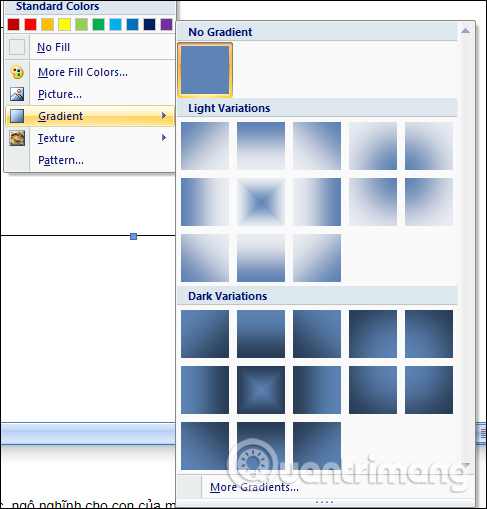 Standard Colors
No Fill
More Fill Colors...
Picture...
Gradient
Texture
Pattern...
No Gradient
Light Variations
Dark Variations
More Gradients...
Quantrimang
ngộ nghĩnh cho con của m